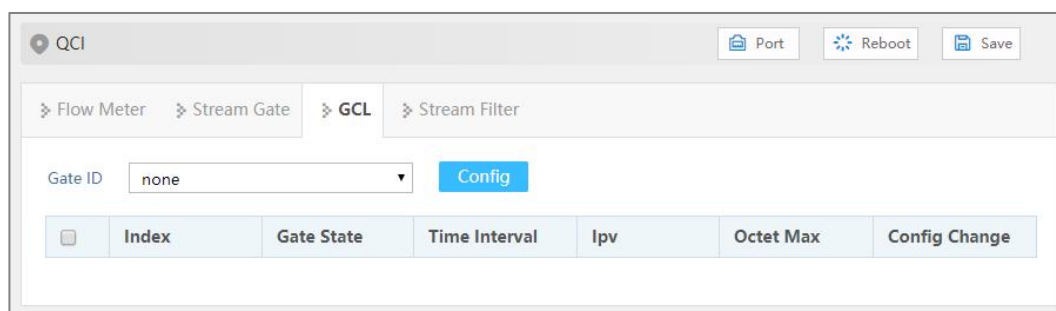 QCI Port Reboot Save
Flow Meter Stream Gate GCL Stream Filter
Gate ID none Config
Index Gate State Time Interval Ipv Octet Max Config Change